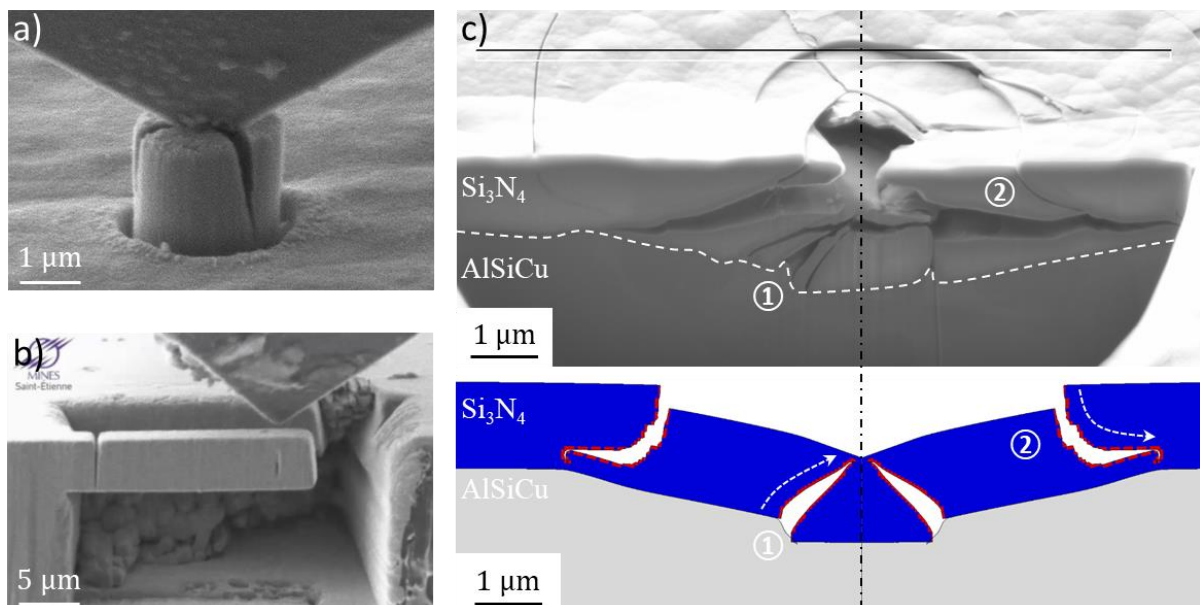 a)
1 μm
b)
MINES
Saint-Étienne
5 μm
c)
Si₃N₄
②
AlSiCu
①
1 μm
Si₃N₄
②
AlSiCu
①
1 μm